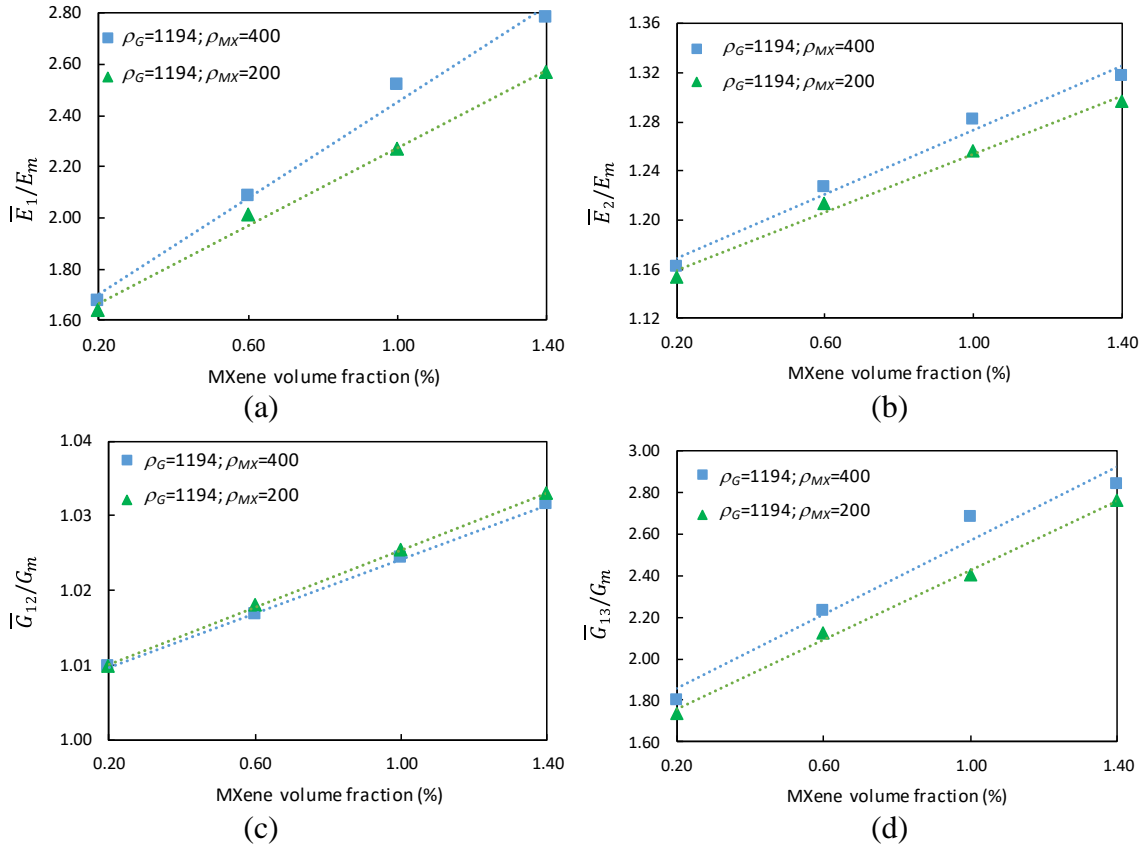 2.80
2.60
2.40
2.20
2.00
1.80
1.60
0.20 0.60 1.00 1.40
E̅₁/Eₘ
ρG=1194; ρMX=400
ρG=1194; ρMX=200
MXene volume fraction (%)
(a)
1.36
1.32
1.28
1.24
1.20
1.16
1.12
0.20 0.60 1.00 1.40
E̅₂/Eₘ
ρG=1194; ρMX=400
ρG=1194; ρMX=200
MXene volume fraction (%)
(b)
1.04
1.03
1.02
1.01
1.00
0.20 0.60 1.00 1.40
G̅₁₂/Gₘ
ρG=1194; ρMX=400
ρG=1194; ρMX=200
MXene volume fraction (%)
(c)
3.00
2.80
2.60
2.40
2.20
2.00
1.80
1.60
0.20 0.60 1.00 1.40
G̅₁₃/Gₘ
ρG=1194; ρMX=400
ρG=1194; ρMX=200
MXene volume fraction (%)
(d)